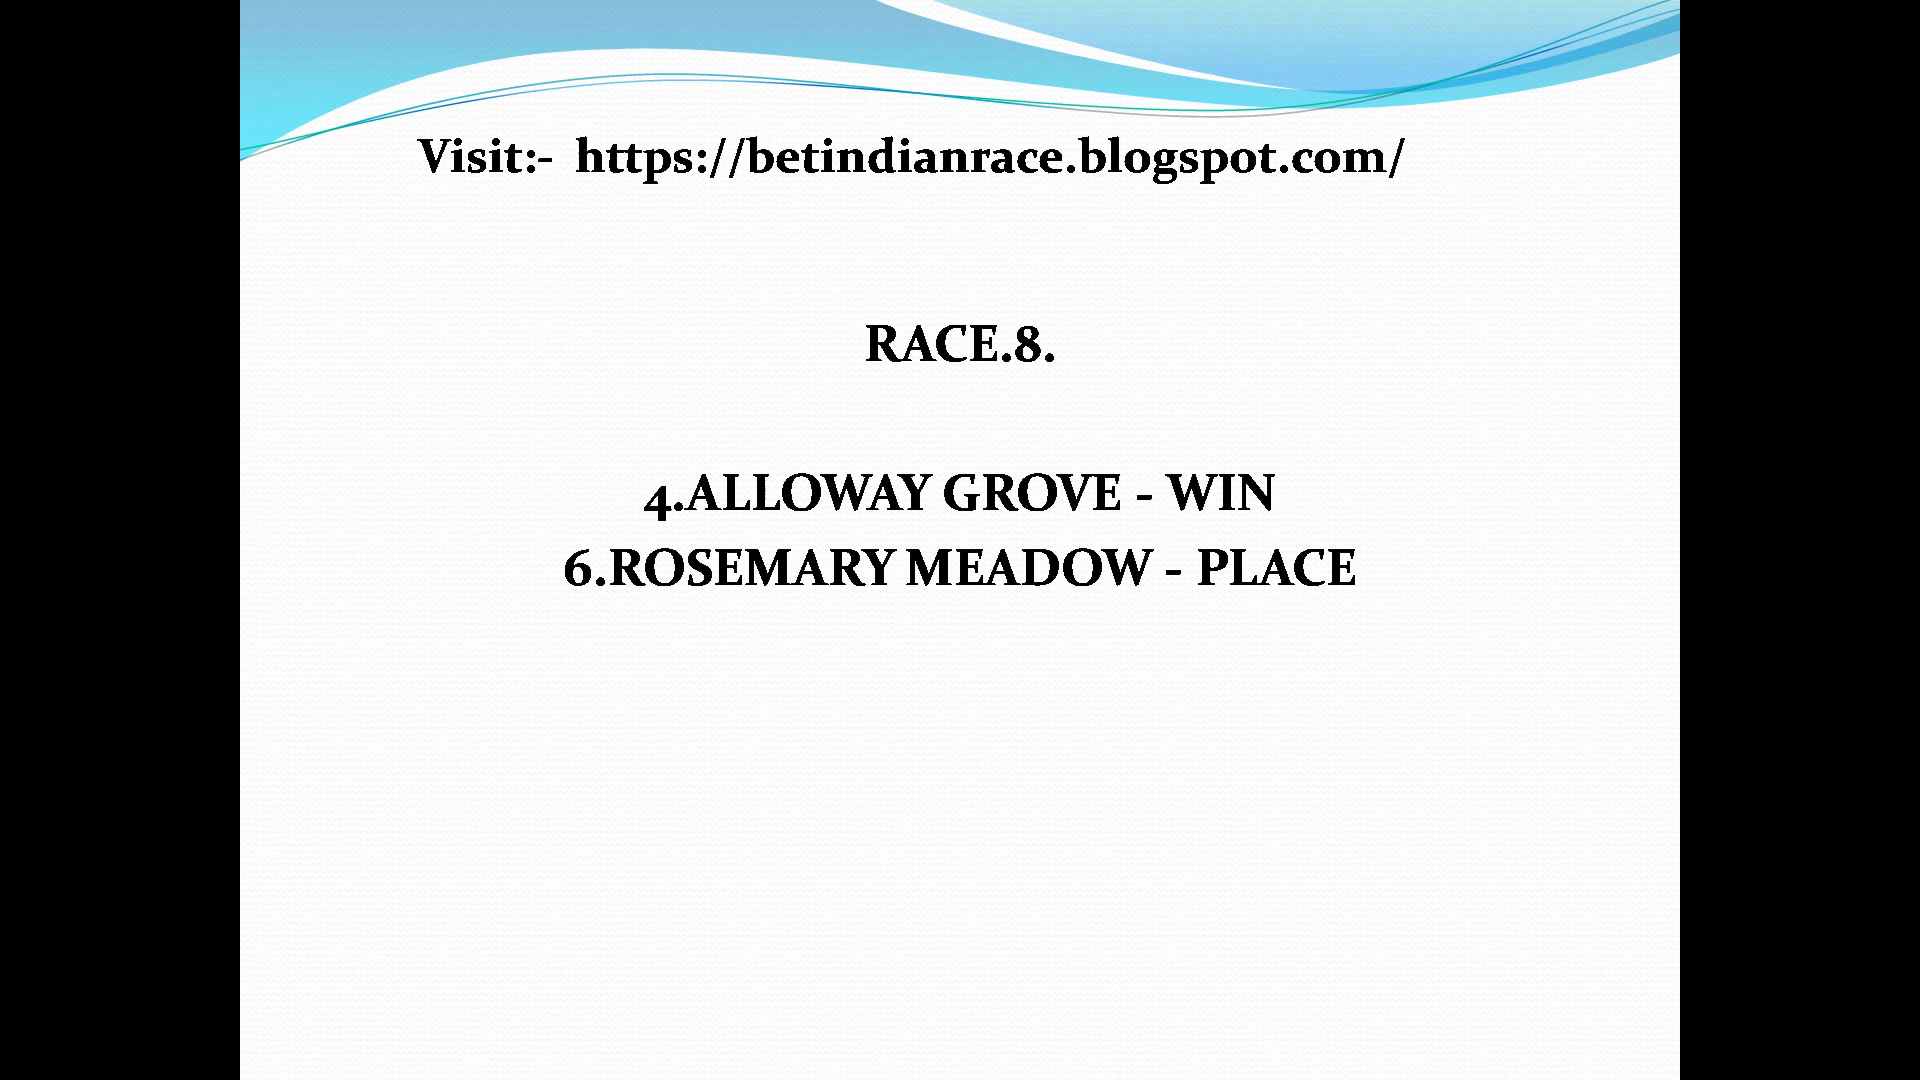 Visit:- https://betindianrace.blogspot.com/
RACE.8.
4.ALLOWAY GROVE - WIN
6.ROSEMARY MEADOW - PLACE